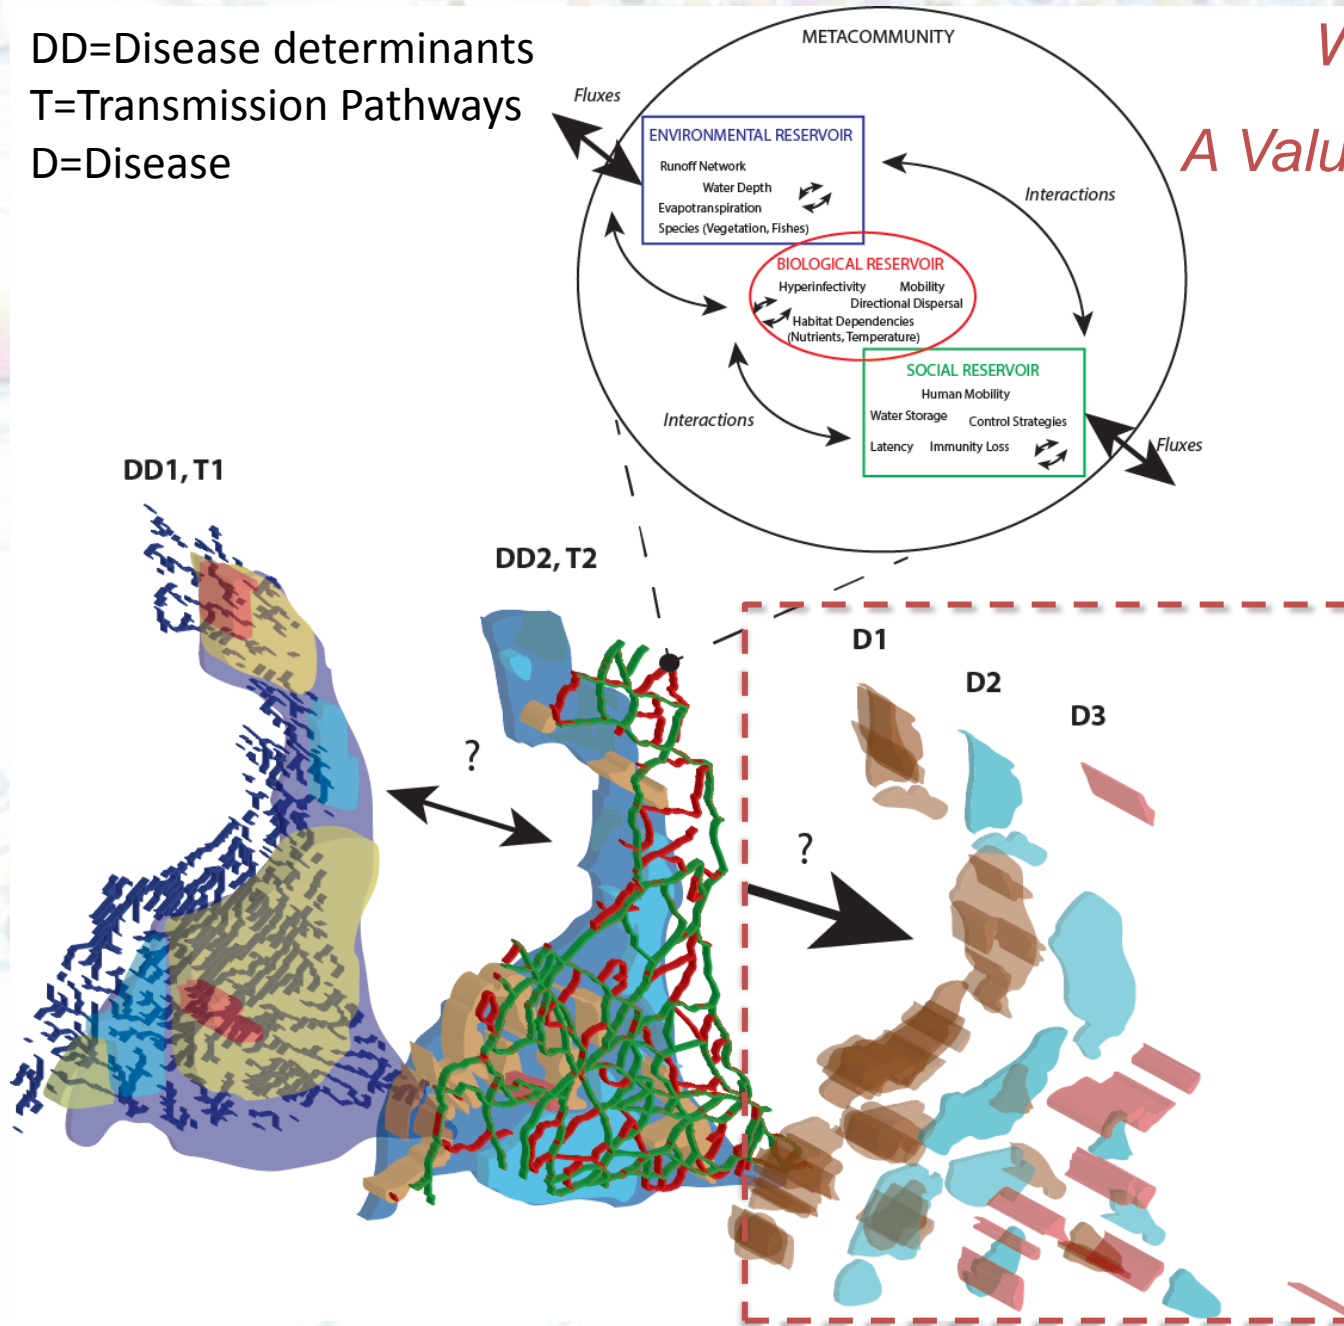 DD=Disease determinants
T=Transmission Pathways
D=Disease
W
A Valu
METACOMMUNITY
Fluxes
ENVIRONMENTAL RESERVOIR
Runoff Network
Water Depth
Evapotranspiration
Species (Vegetation, Fishes)
Interactions
BIOLOGICAL RESERVOIR
Hyperinfectivity Mobility
Directional Dispersal
Habitat Dependencies
(Nutrients, Temperature)
SOCIAL RESERVOIR
Human Mobility
Water Storage Control Strategies
Latency Immunity Loss
Interactions
Fluxes
DD1, T1
DD2, T2
D1
D2
D3
?
?